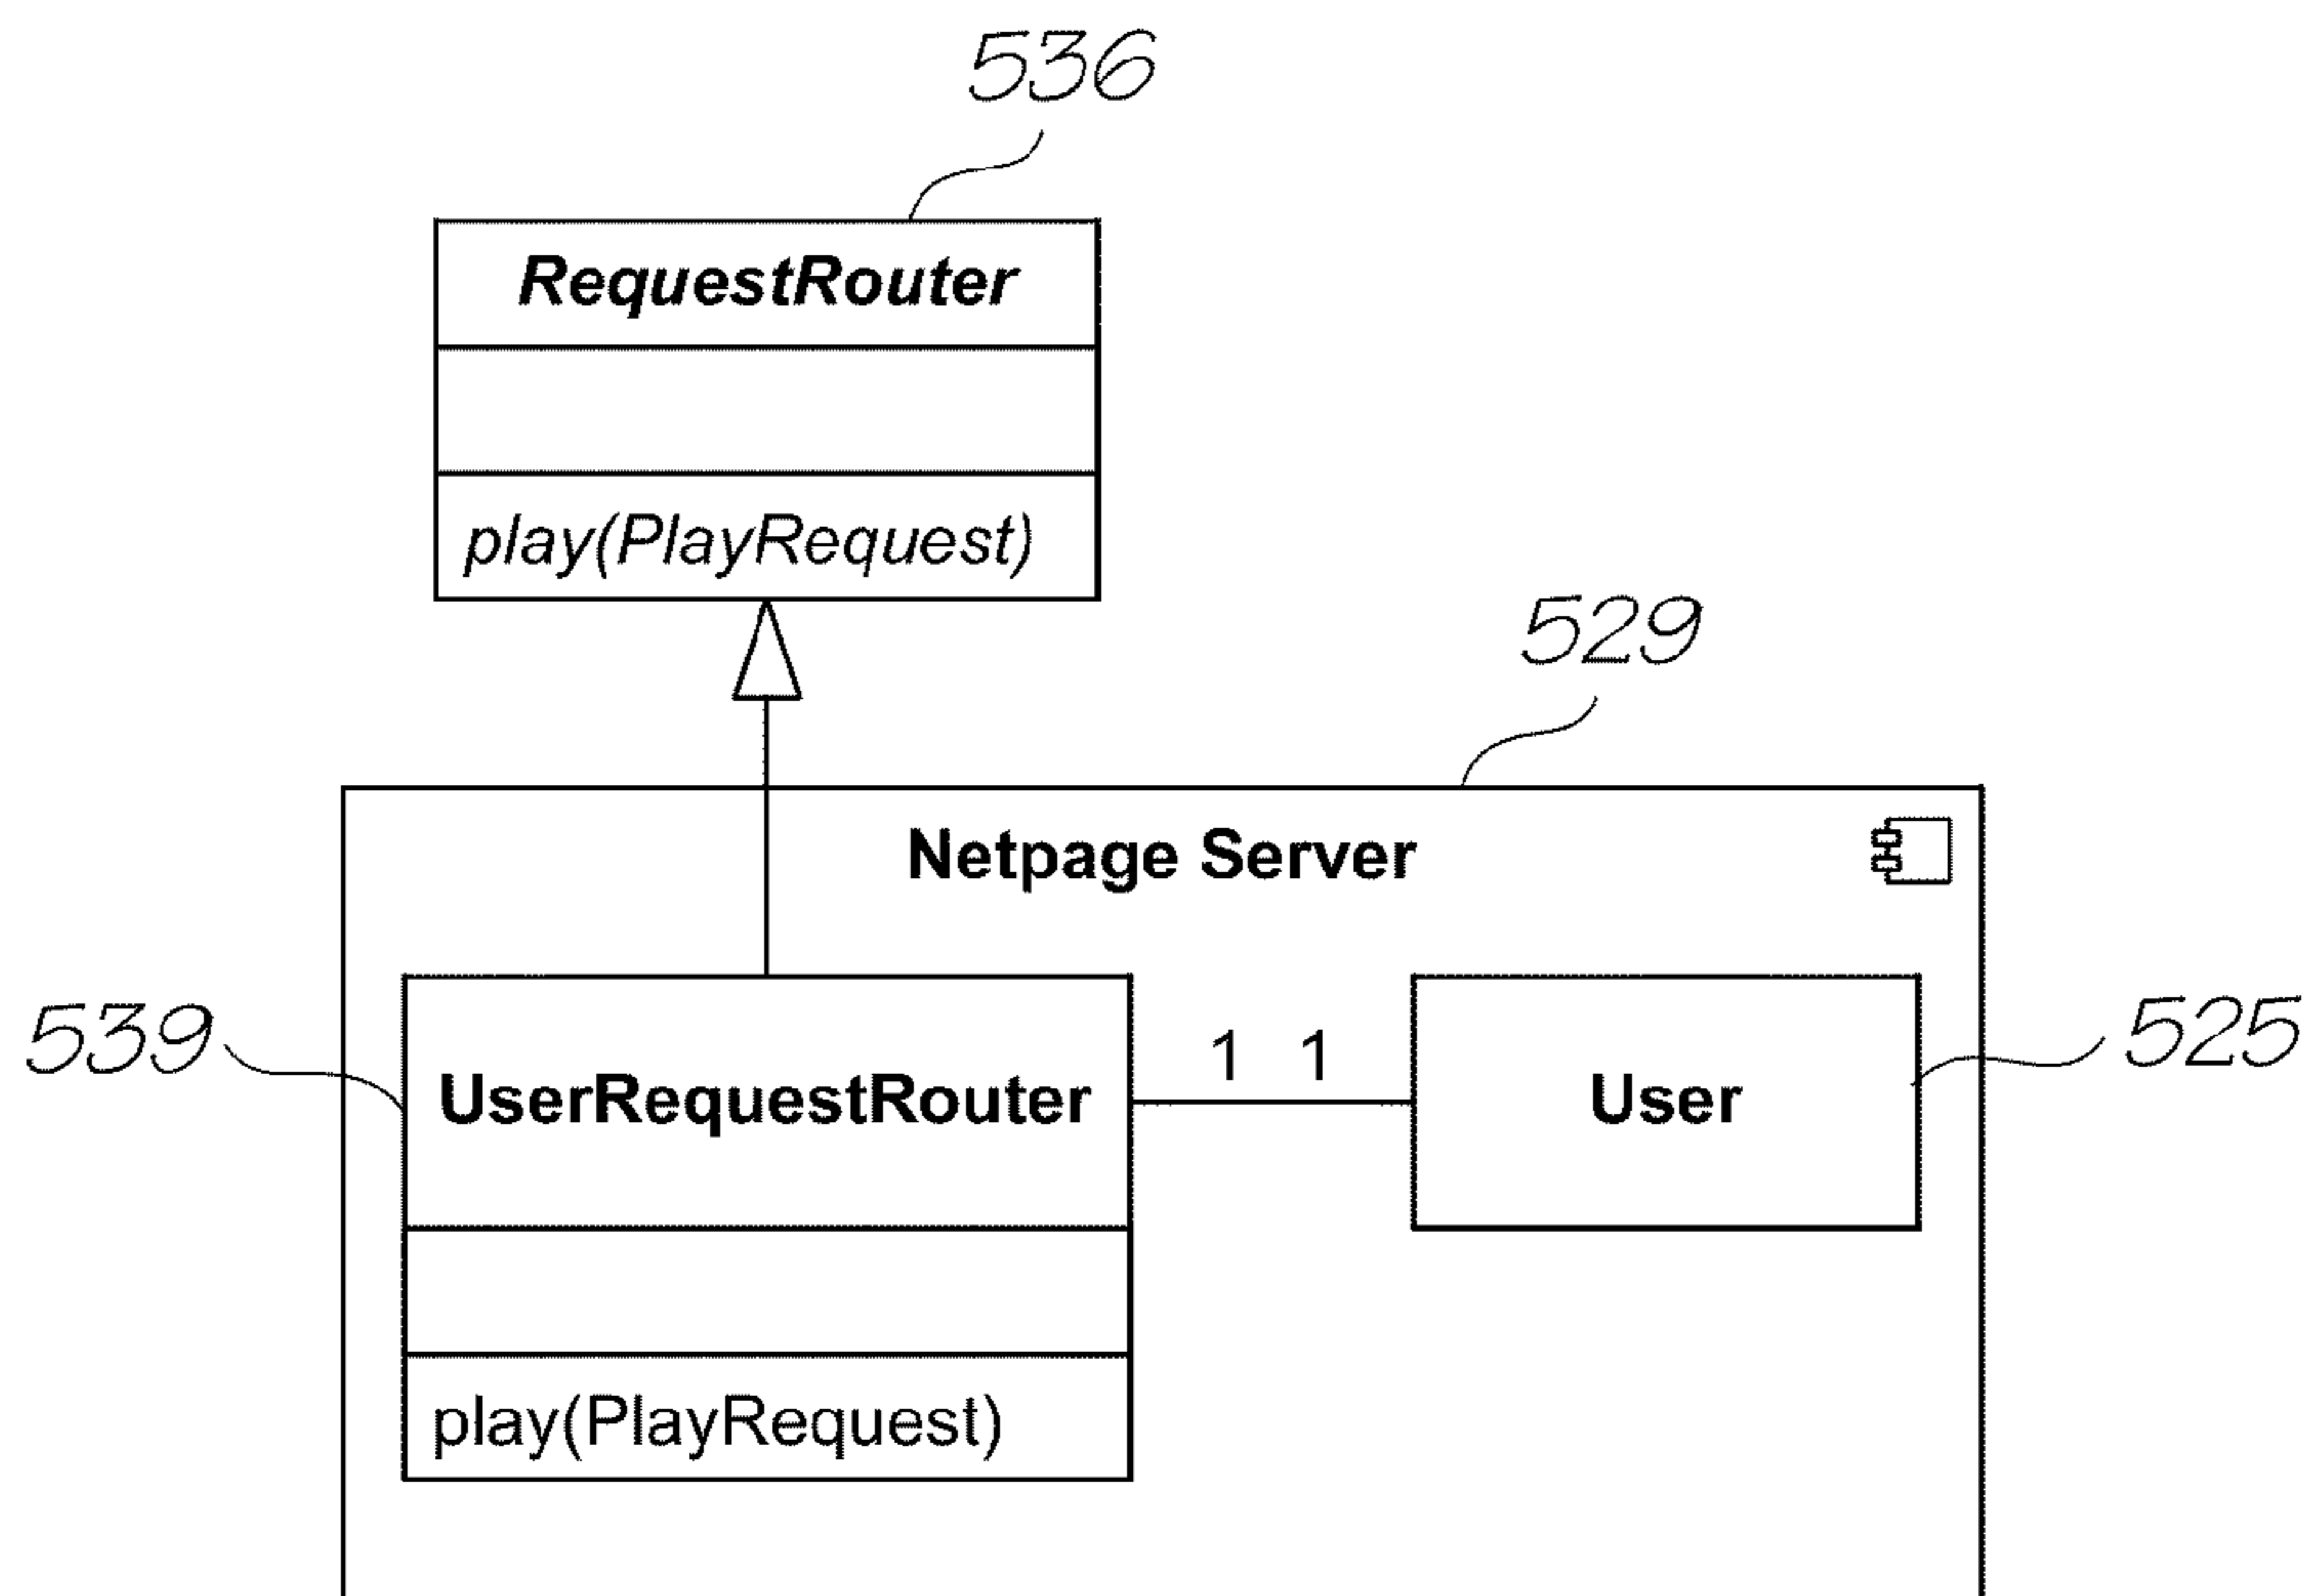 536
RequestRouter
play(PlayRequest)
529
Netpage Server
539
UserRequestRouter
1 1
User
525
play(PlayRequest)